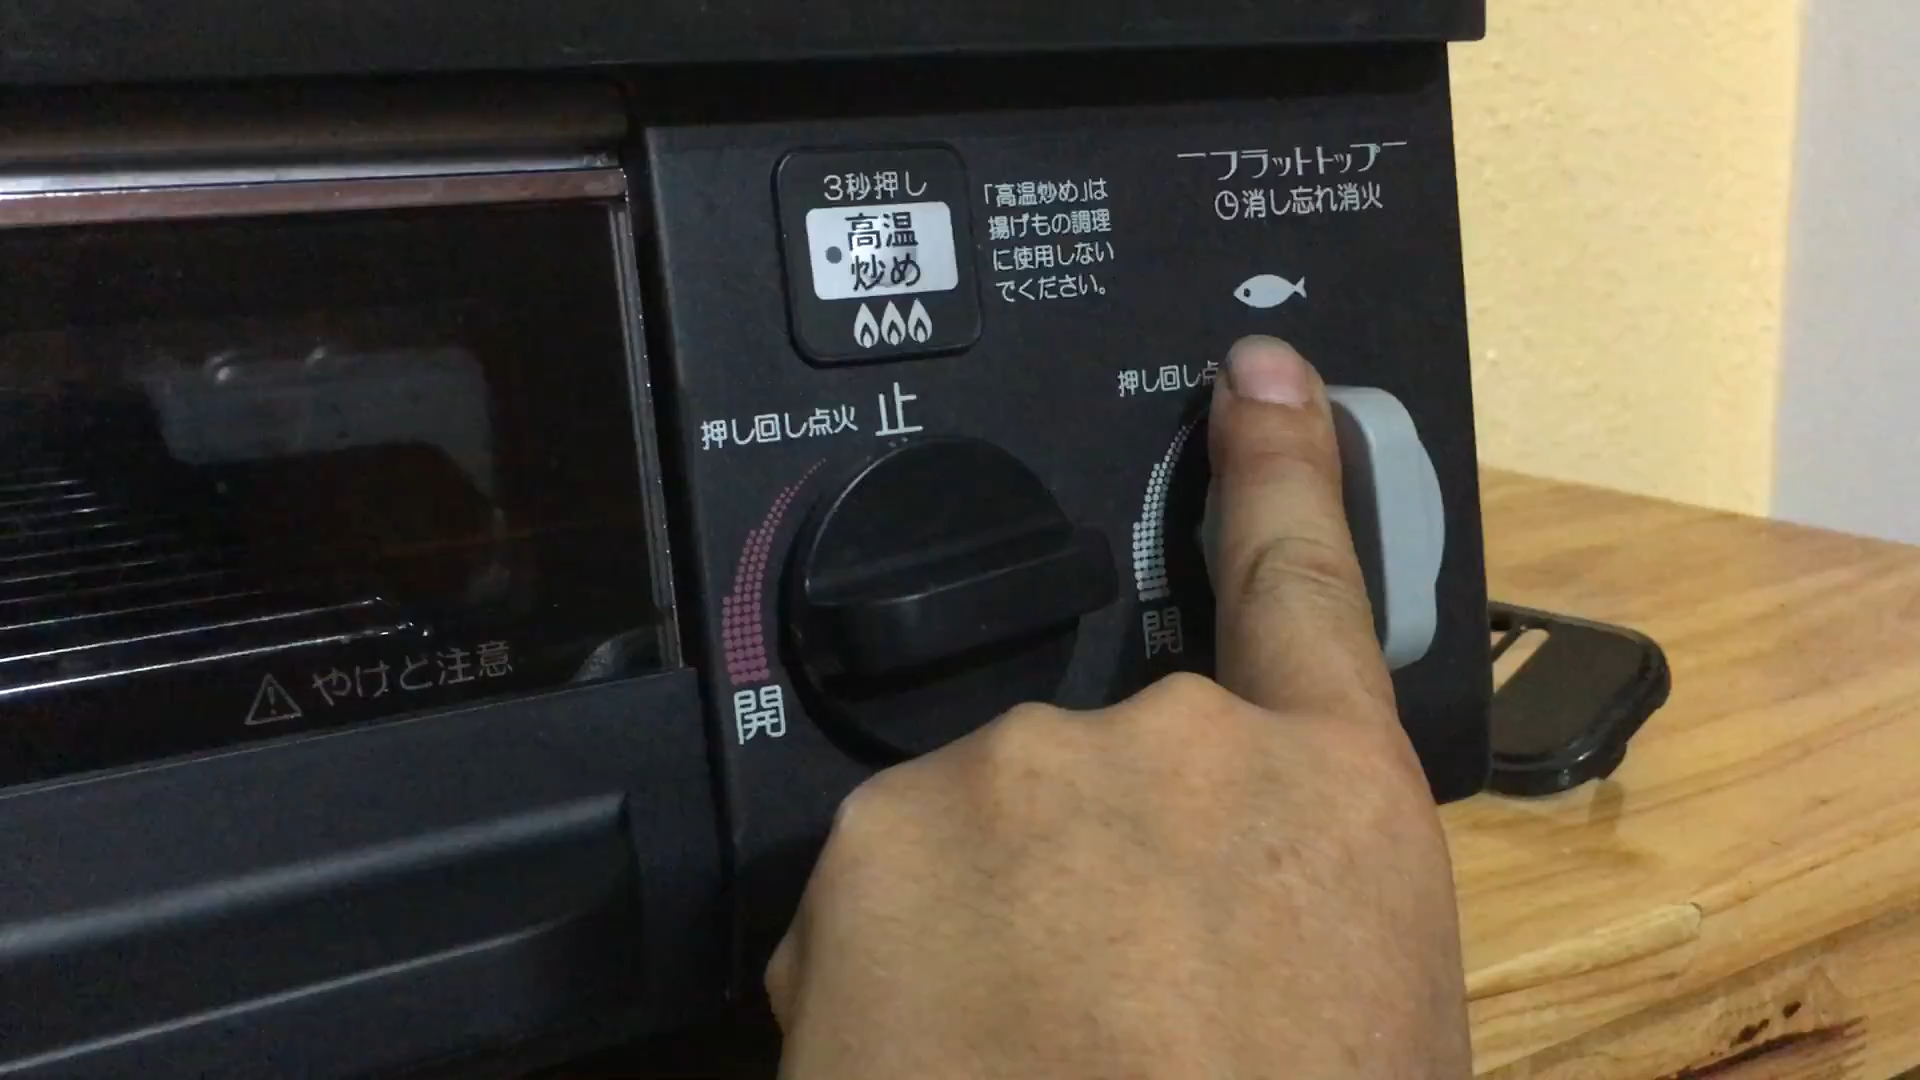 3秒押し
高温
炒め
「高温炒め」は
揚げもの調理
に使用しない
でください。
フラットトップ
消し忘れ消火
押し回し点火
止
開
押し回し点
開
やけど注意